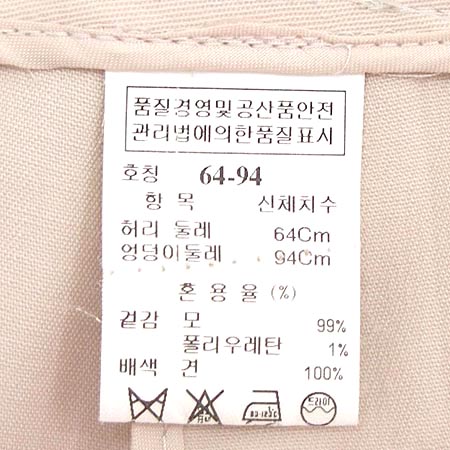 품질경영및공산품안전
관리법에의한품질표시
호칭 64-94
항 목 신체치수
허리 둘레 64Cm
엉덩이둘레 94Cm
혼 용 율 (%)
겉감 모 99%
폴리우레탄 1%
배색 견 100%
드라이